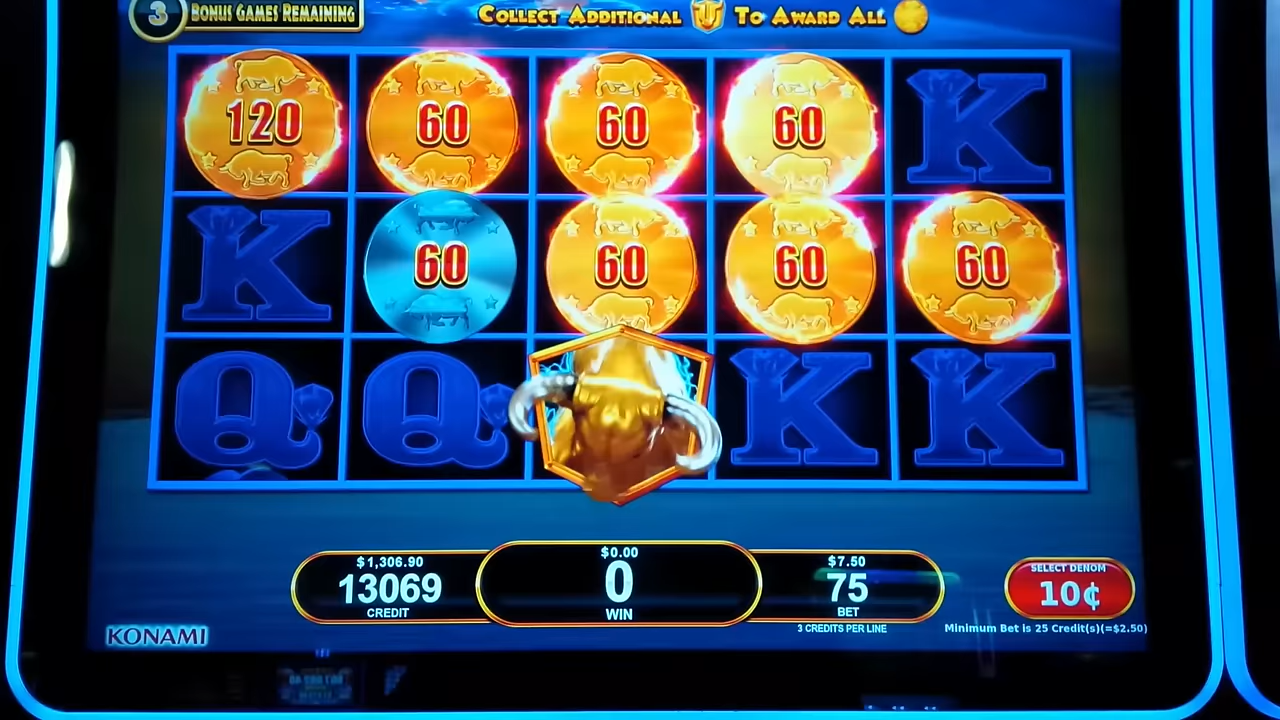 3 BONUS GAMES REMAINING
COLLECT ADDITIONAL TO AWARD ALL
120 60 60 60 K
K 60 60 60 60
Q Q K K
$1,306.90
13069
CREDIT
$0.00
0
WIN
$7.50
75
BET
3 CREDITS PER LINE
SELECT DENOM
10¢
Minimum Bet is 25 Credit(s)(=$2.50)
KONAMI